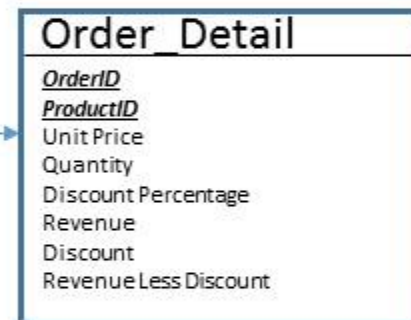 Order_Detail
OrderID
ProductID
Unit Price
Quantity
Discount Percentage
Revenue
Discount
Revenue Less Discount